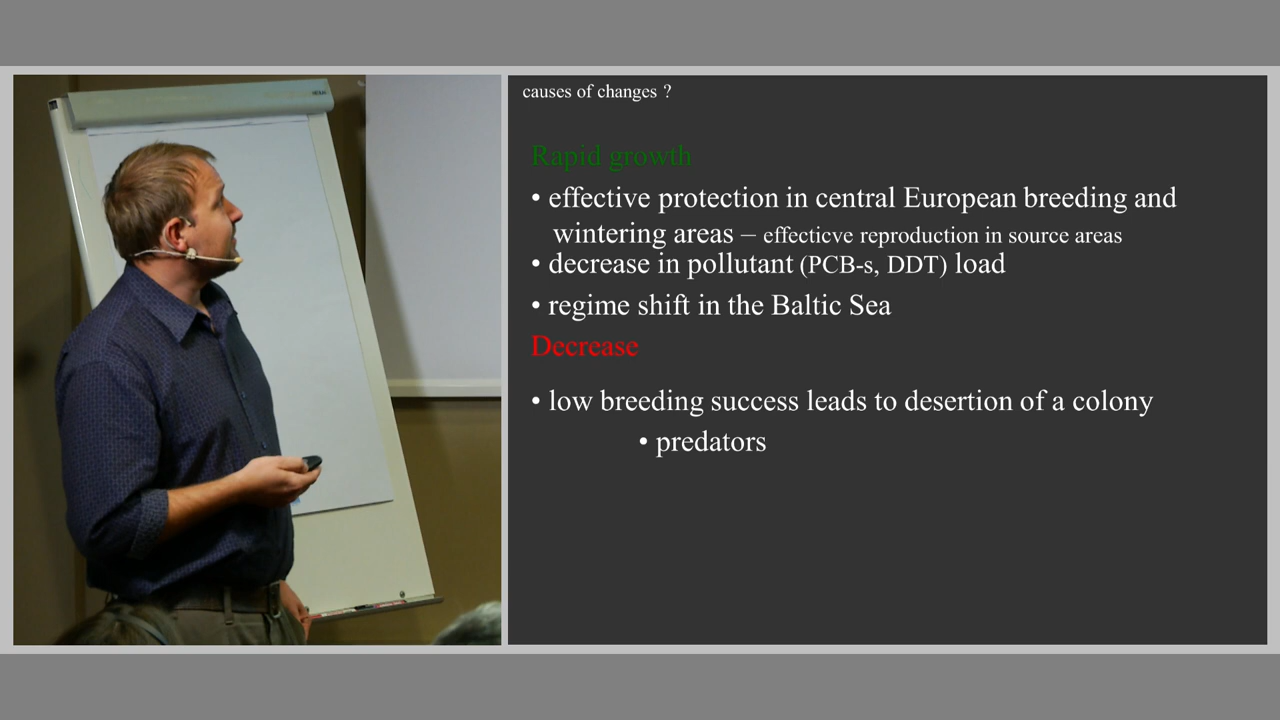 causes of changes ?
Rapid growth
• effective protection in central European breeding and
wintering areas – effecticve reproduction in source areas
• decrease in pollutant (PCB-s, DDT) load
• regime shift in the Baltic Sea
Decrease
• low breeding success leads to desertion of a colony
• predators